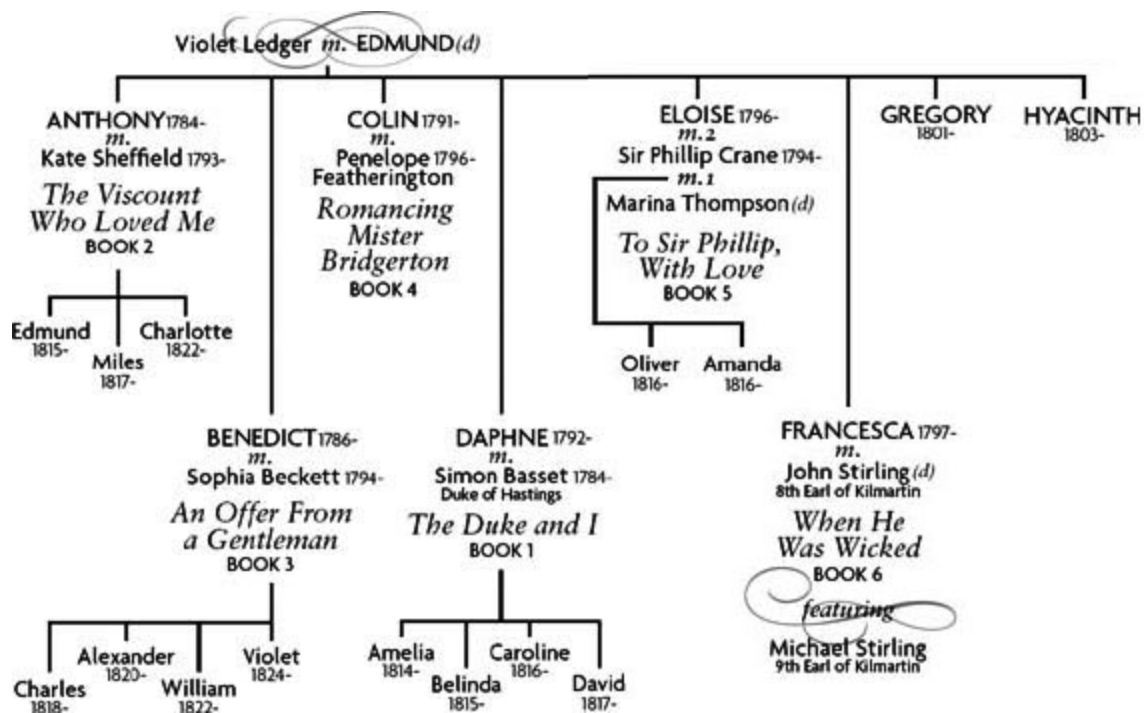 Violet Ledger m. EDMUND(d)
ANTHONY 1784-
m.
Kate Sheffield 1793-
The Viscount
Who Loved Me
BOOK 2
Edmund
1815-
Miles
1817-
Charlotte
1822-
BENEDICT 1786-
m.
Sophia Beckett 1794-
An Offer From
a Gentleman
BOOK 3
Charles
1818-
Alexander
1820-
William
1822-
Violet
1824-
COLIN 1791-
m.
Penelope 1796-
Featherington
Romancing
Mister
Bridgerton
BOOK 4
DAPHNE 1792-
m.
Simon Basset 1784-
Duke of Hastings
The Duke and I
BOOK 1
Amelia
1814-
Belinda
1815-
Caroline
1816-
David
1817-
ELOISE 1796-
m.2
Sir Phillip Crane 1794-
m.1
Marina Thompson(d)
To Sir Phillip,
With Love
BOOK 5
Oliver
1816-
Amanda
1816-
FRANCESCA 1797-
m.
John Stirling (d)
8th Earl of Kilmartin
When He
Was Wicked
BOOK 6
featuring
Michael Stirling
9th Earl of Kilmartin
GREGORY
1801-
HYACINTH
1803-